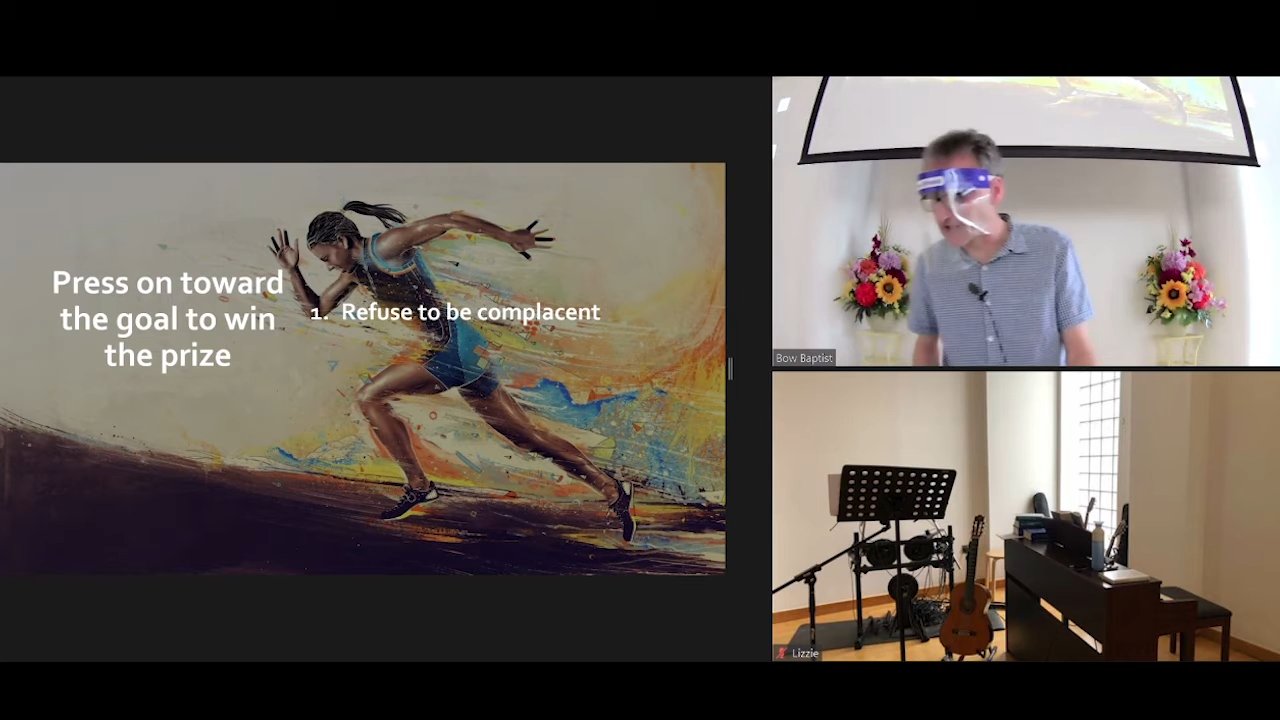 Press on toward
the goal to win
the prize
1. Refuse to be complacent
Bow Baptist
Lizzie